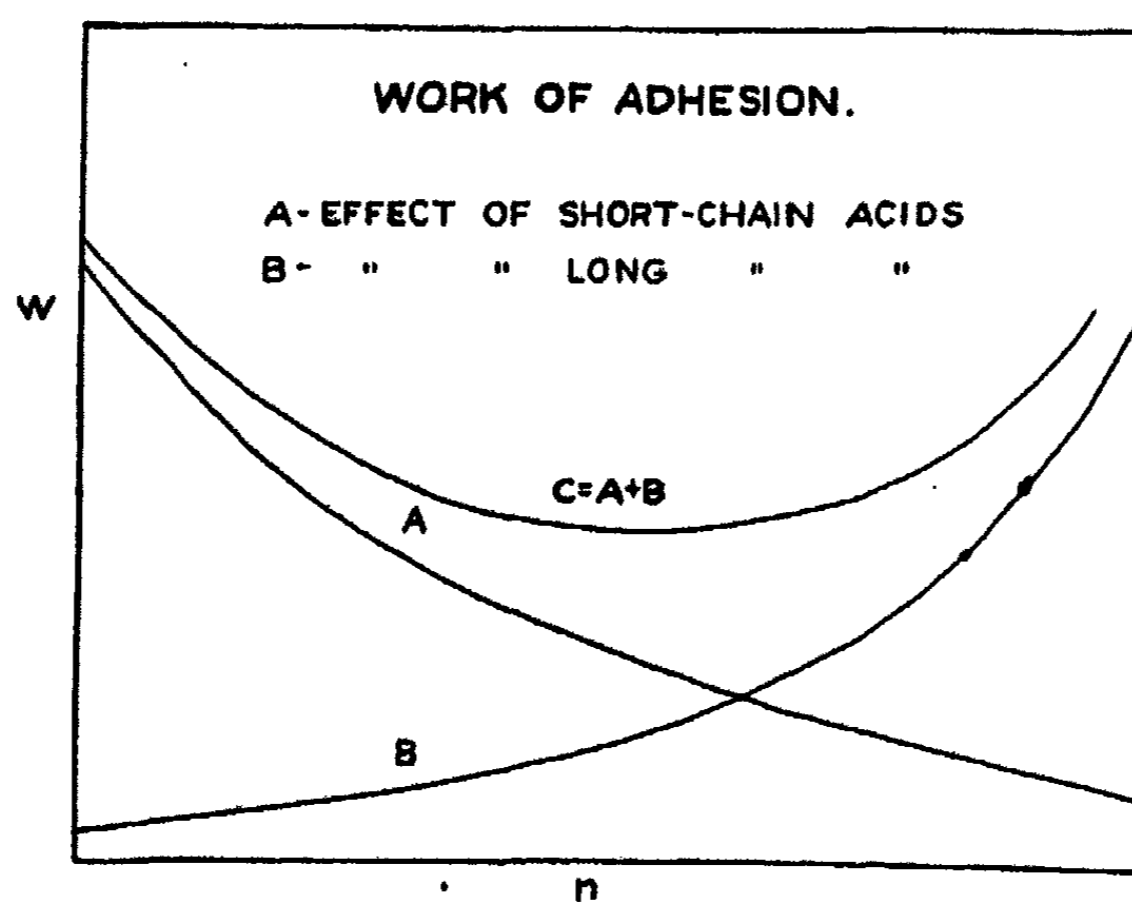 WORK OF ADHESION.
A- EFFECT OF SHORT-CHAIN ACIDS
B- " " LONG " "
W
C=A+B
A
B
n